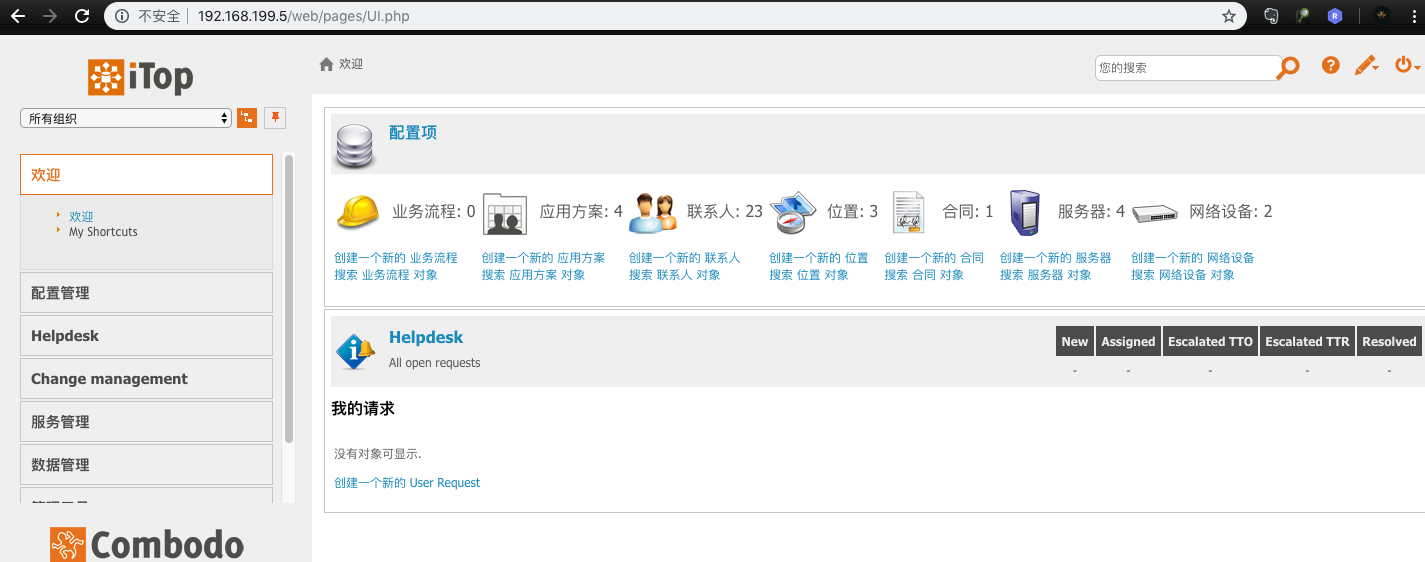 不安全 192.168.199.5/web/pages/UI.php
iTop
所有组织
欢迎
欢迎
My Shortcuts
配置管理
Helpdesk
Change management
服务管理
数据管理
Combodo
欢迎
您的搜索
配置项
业务流程: 0
应用方案: 4
联系人: 23
位置: 3
合同: 1
服务器: 4
网络设备: 2
创建一个新的 业务流程
搜索 业务流程 对象
创建一个新的 应用方案
搜索 应用方案 对象
创建一个新的 联系人
搜索 联系人 对象
创建一个新的 位置
搜索 位置 对象
创建一个新的 合同
搜索 合同 对象
创建一个新的 服务器
搜索 服务器 对象
创建一个新的 网络设备
搜索 网络设备 对象
Helpdesk
All open requests
New Assigned Escalated TTO Escalated TTR Resolved
- - - - -
我的请求
没有对象可显示.
创建一个新的 User Request